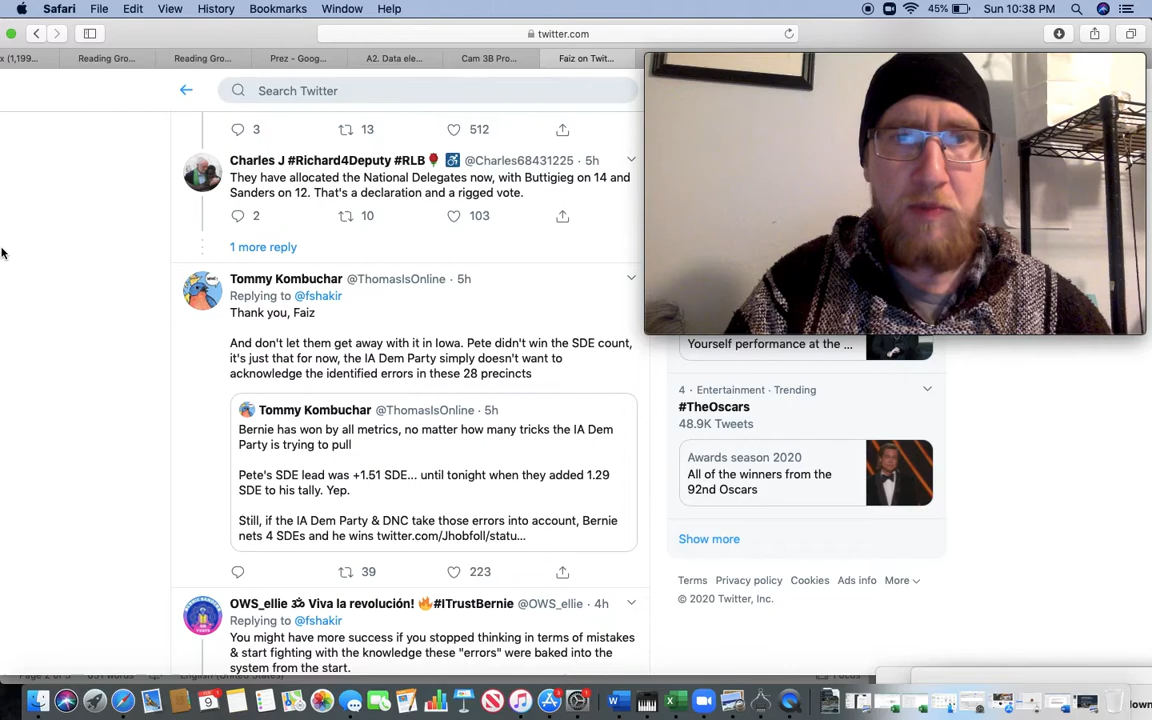 Safari File Edit View History Bookmarks Window Help 45% Sun 10:38 PM
twitter.com
x (1,199... Reading Gro... Reading Gro... Prez - Goog... A2. Data ele... Cam 3B Pro... Faiz on Twit...
Search Twitter
3 13 512
Charles J #Richard4Deputy #RLB🌹 ♿ @Charles68431225 · 5h
They have allocated the National Delegates now, with Buttigieg on 14 and
Sanders on 12. That's a declaration and a rigged vote.
2 10 103
1 more reply
Tommy Kombuchar @ThomasIsOnline · 5h
Replying to @fshakir
Thank you, Faiz
And don't let them get away with it in Iowa. Pete didn't win the SDE count,
it's just that for now, the IA Dem Party simply doesn't want to
acknowledge the identified errors in these 28 precincts
Tommy Kombuchar @ThomasIsOnline · 5h
Bernie has won by all metrics, no matter how many tricks the IA Dem
Party is trying to pull
Pete's SDE lead was +1.51 SDE... until tonight when they added 1.29
SDE to his tally. Yep.
Still, if the IA Dem Party & DNC take those errors into account, Bernie
nets 4 SDEs and he wins twitter.com/Jhobfoll/statu...
39 223
OWS_ellie 🕉 Viva la revolución! 🔥#ITrustBernie @OWS_ellie · 4h
Replying to @fshakir
You might have more success if you stopped thinking in terms of mistakes
& start fighting with the knowledge these "errors" were baked into the
system from the start.
Yourself performance at the ...
4 · Entertainment · Trending
#TheOscars
48.9K Tweets
Awards season 2020
All of the winners from the
92nd Oscars
Show more
Terms Privacy policy Cookies Ads info More
© 2020 Twitter, Inc.